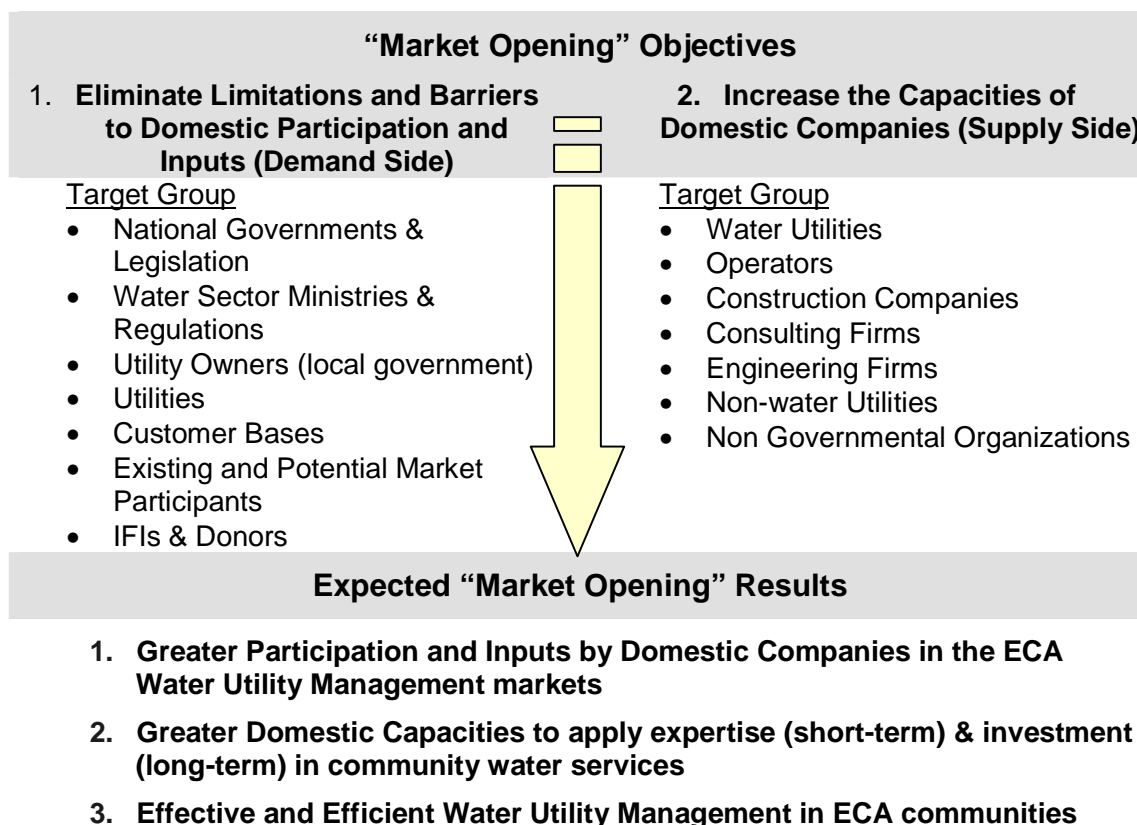 “Market Opening” Objectives
1. Eliminate Limitations and Barriers
to Domestic Participation and
Inputs (Demand Side)
Target Group
• National Governments &
Legislation
• Water Sector Ministries &
Regulations
• Utility Owners (local government)
• Utilities
• Customer Bases
• Existing and Potential Market
Participants
• IFIs & Donors
2. Increase the Capacities of
Domestic Companies (Supply Side)
Target Group
• Water Utilities
• Operators
• Construction Companies
• Consulting Firms
• Engineering Firms
• Non-water Utilities
• Non Governmental Organizations
Expected “Market Opening” Results
1. Greater Participation and Inputs by Domestic Companies in the ECA
Water Utility Management markets
2. Greater Domestic Capacities to apply expertise (short-term) & investment
(long-term) in community water services
3. Effective and Efficient Water Utility Management in ECA communities